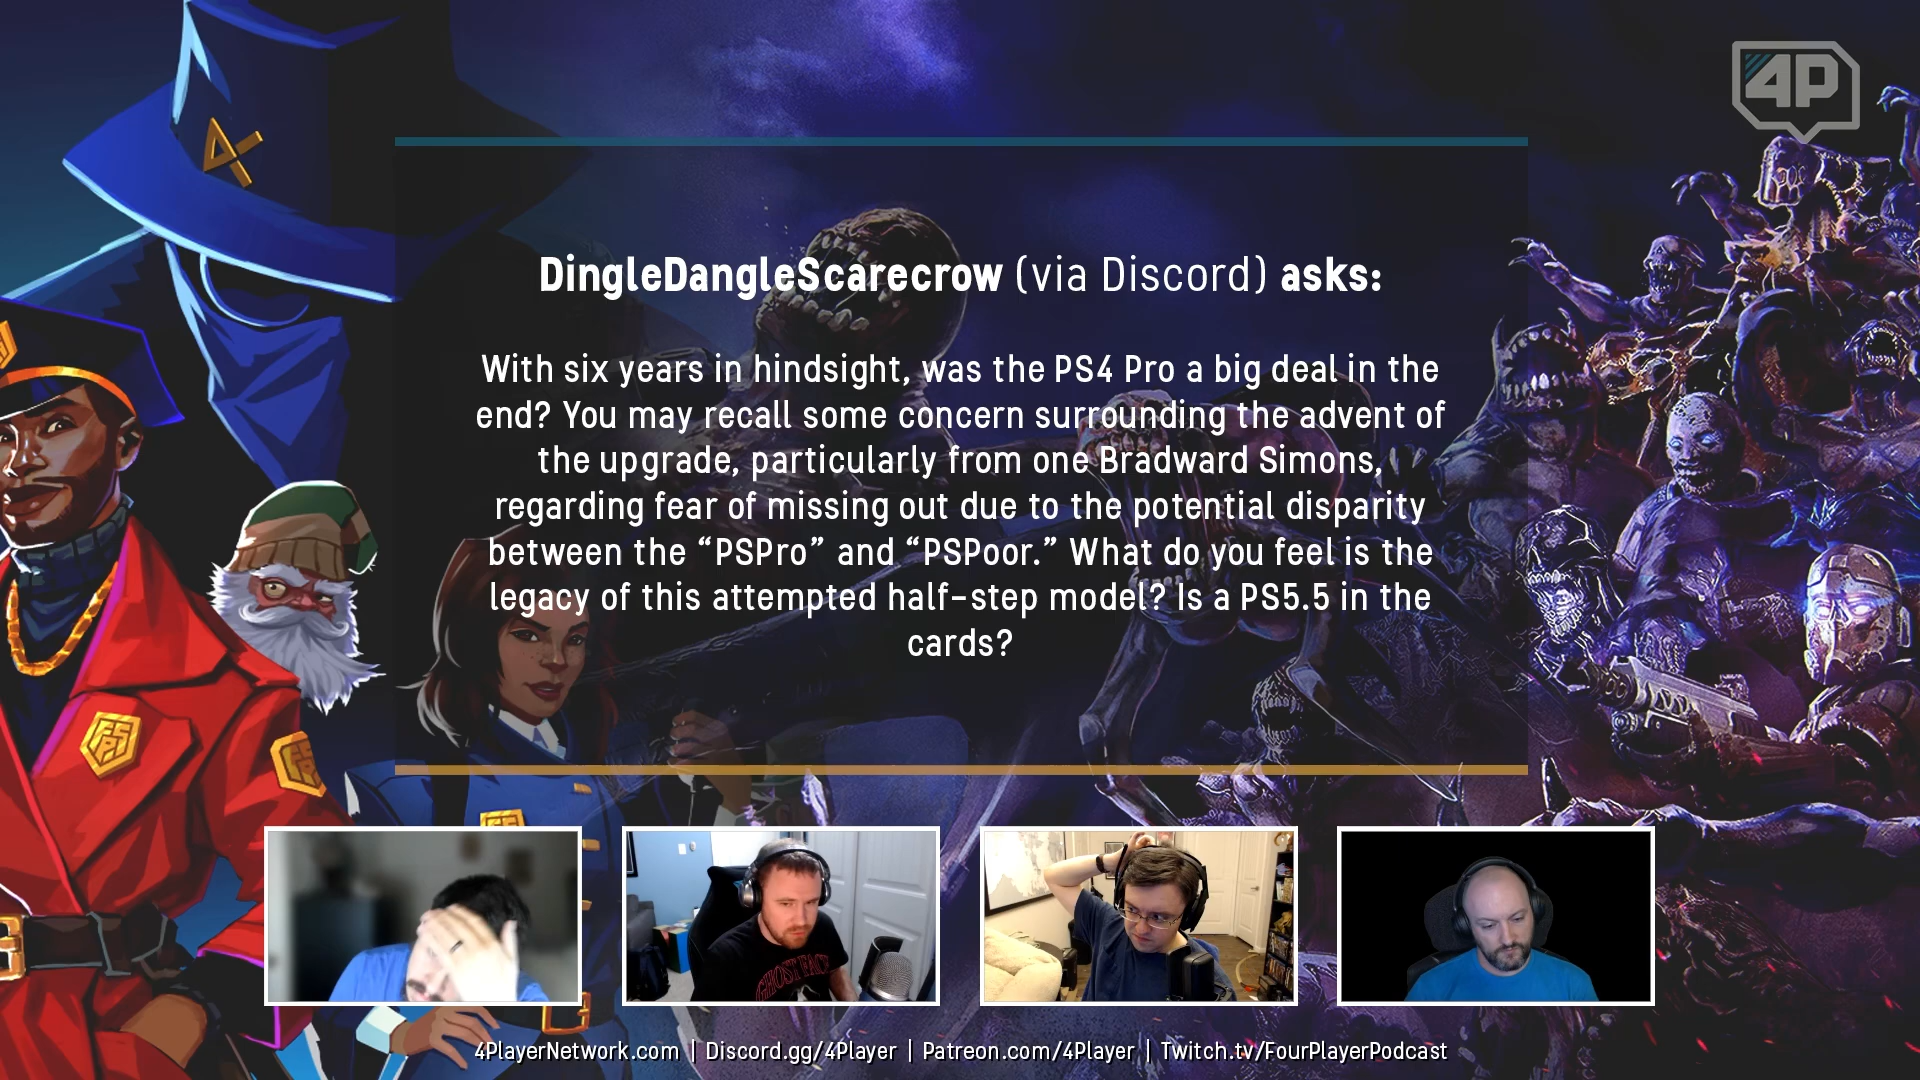 4P
DingleDangleScarecrow (via Discord) asks:
With six years in hindsight, was the PS4 Pro a big deal in the
end? You may recall some concern surrounding the advent of
the upgrade, particularly from one Bradward Simons,
regarding fear of missing out due to the potential disparity
between the “PSPro” and “PSPoor.” What do you feel is the
legacy of this attempted half-step model? Is a PS5.5 in the
cards?
GHOST FACE
4PlayerNetwork.com | Discord.gg/4Player | Patreon.com/4Player | Twitch.tv/FourPlayerPodcast